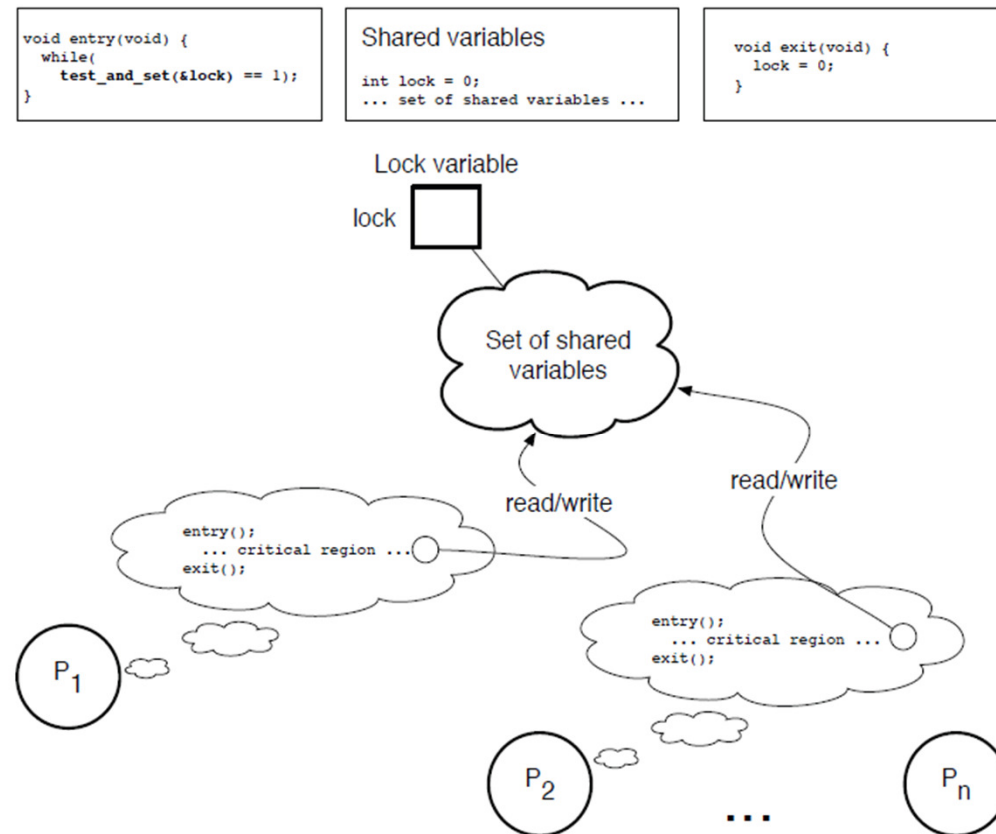 void entry(void) {
while(
test_and_set(&lock) == 1);
}
Shared variables
int lock = 0;
... set of shared variables ...
void exit(void) {
lock = 0;
}
Lock variable
lock
Set of shared
variables
read/write
read/write
entry();
... critical region ...
exit();
entry();
... critical region ...
exit();
P1
P2
...
Pn